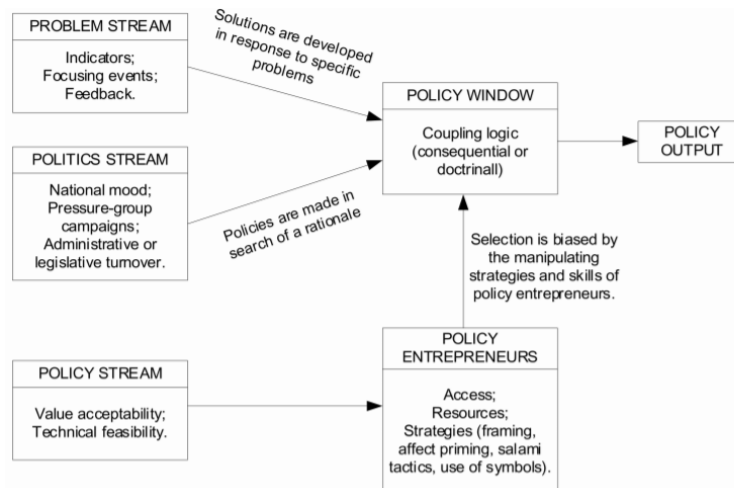 PROBLEM STREAM
Indicators;
Focusing events;
Feedback.
Solutions are developed
in response to specific
problems
POLITICS STREAM
National mood;
Pressure-group
campaigns;
Administrative or
legislative turnover.
Policies are made in
search of a rationale
POLICY WINDOW
Coupling logic
(consequential or
doctrinall)
POLICY
OUTPUT
Selection is biased by
the manipulating
strategies and skills of
policy entrepreneurs.
POLICY STREAM
Value acceptability;
Technical feasibility.
POLICY
ENTREPRENEURS
Access;
Resources;
Strategies (framing,
affect priming, salami
tactics, use of symbols).